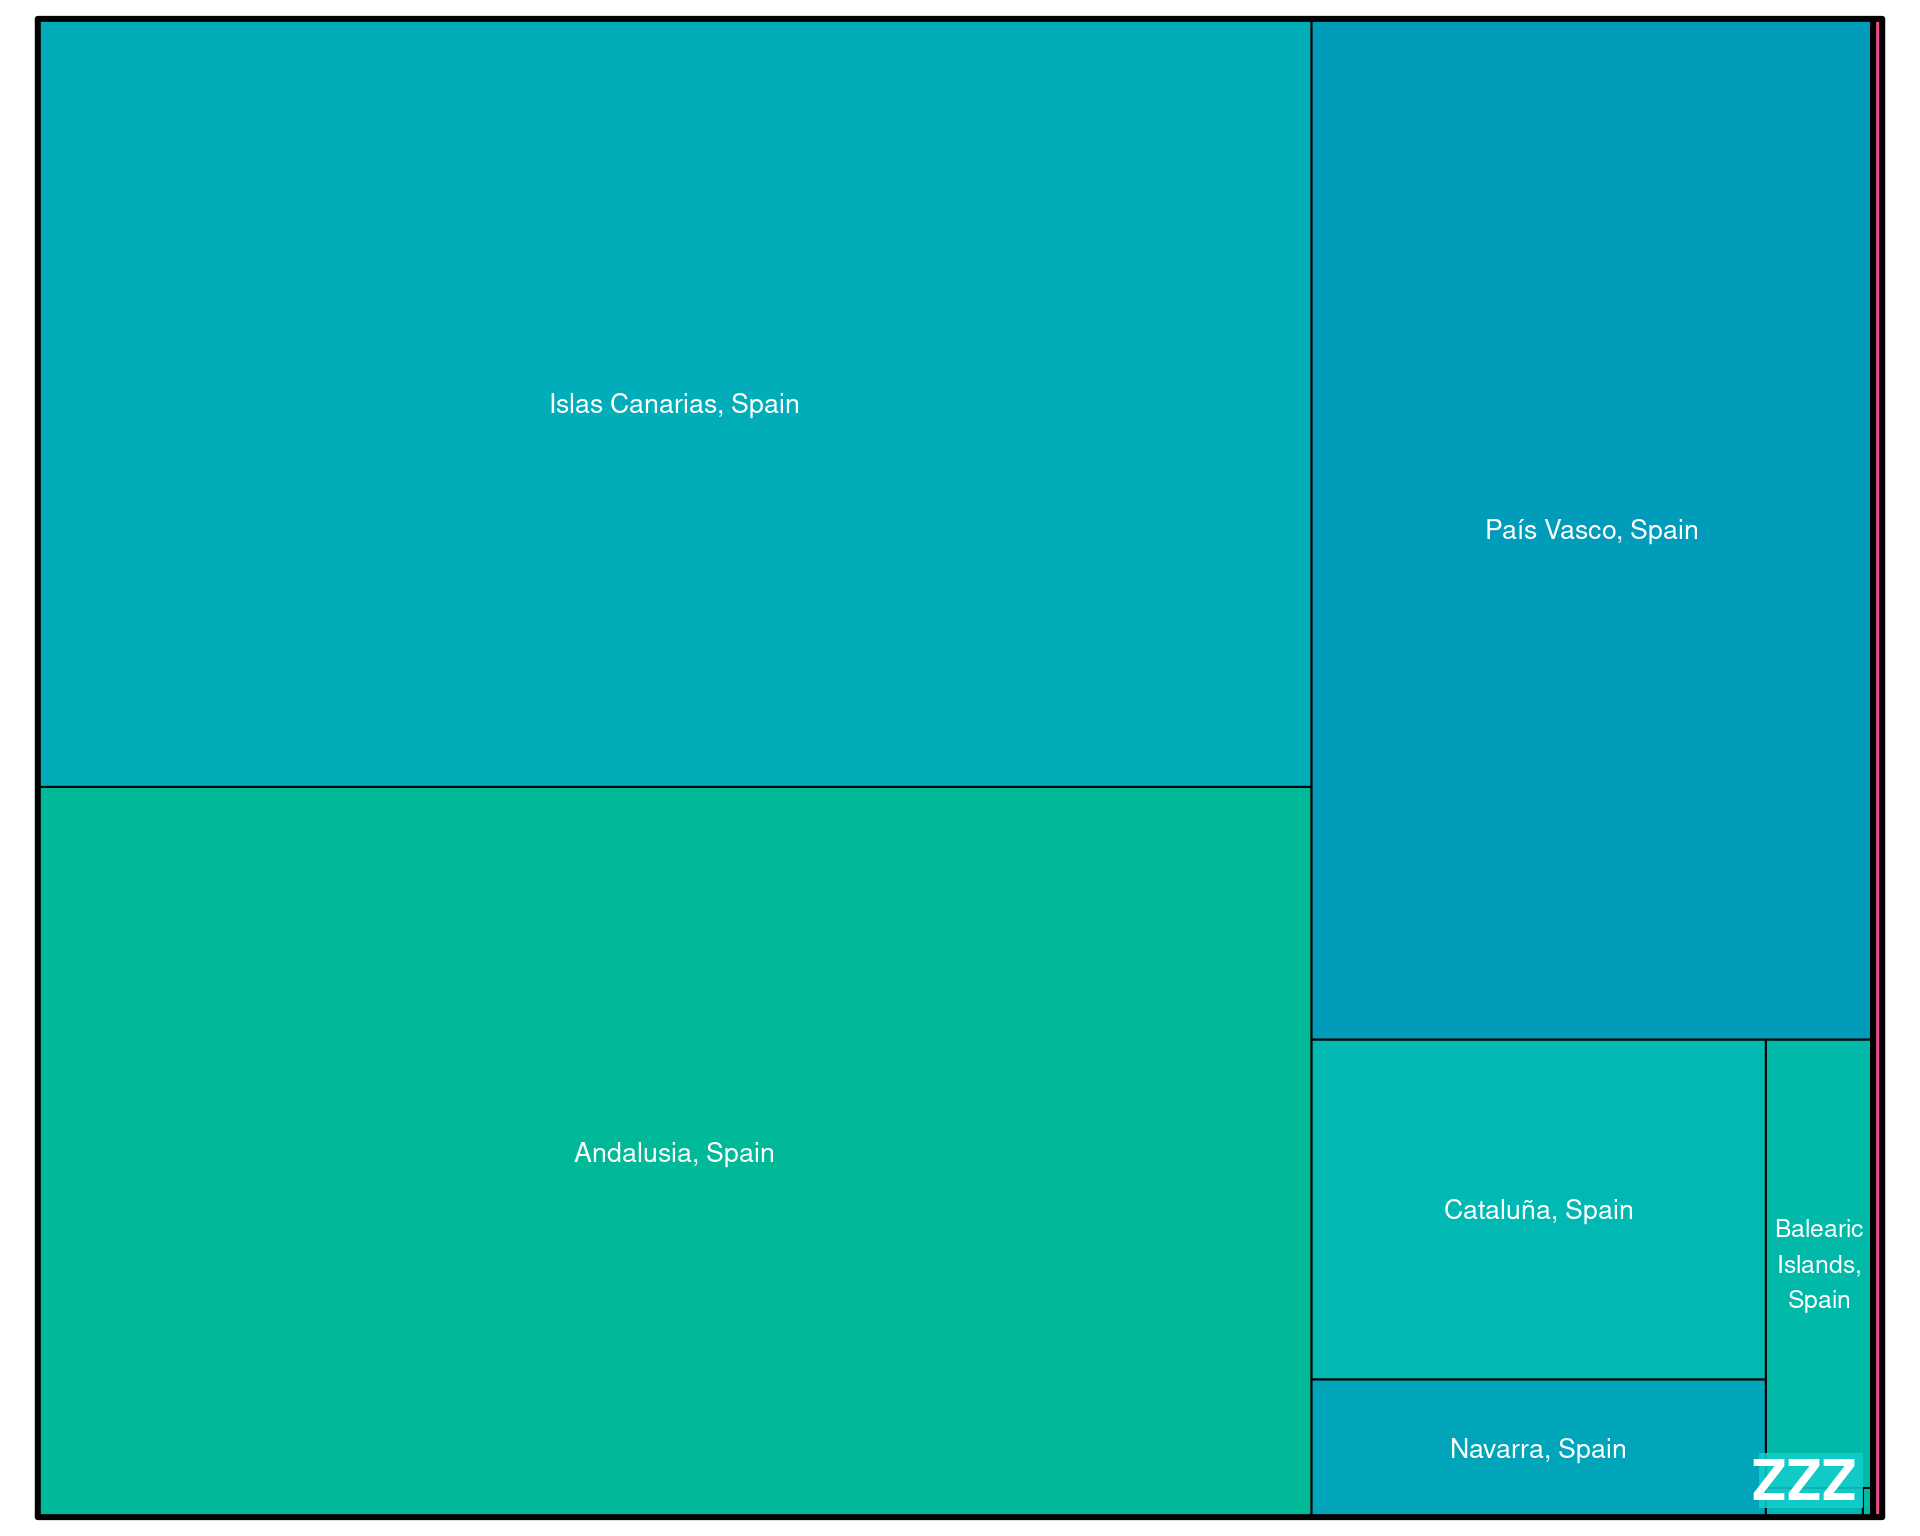 Islas Canarias, Spain
País Vasco, Spain
Andalusia, Spain
Cataluña, Spain
Balearic
Islands,
Spain
Navarra, Spain
ZZZ